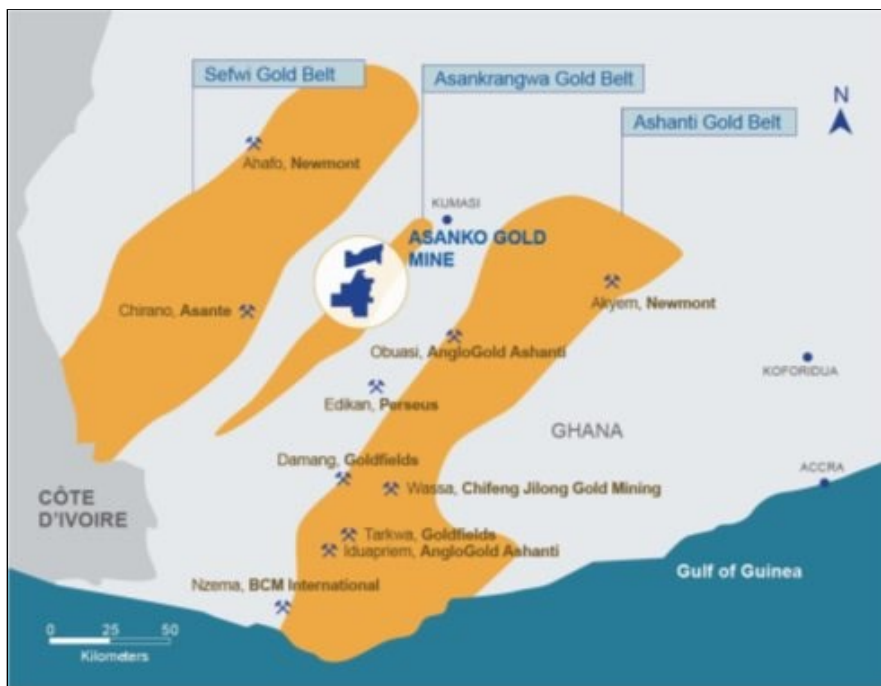 Sefwi Gold Belt
Asankrangwa Gold Belt
Ashanti Gold Belt
N
Ahafo, Newmont
KUMASI
ASANKO GOLD
MINE
Akyem, Newmont
Chirano, Asante
Obuasi, AngloGold Ashanti
KOFORIDUA
Edikan, Perseus
GHANA
Damang, Goldfields
ACCRA
Wassa, Chifeng Jilong Gold Mining
CÔTE
D'IVOIRE
Tarkwa, Goldfields
Iduapriem, AngloGold Ashanti
Gulf of Guinea
Nzema, BCM International
0 25 50
Kilometers